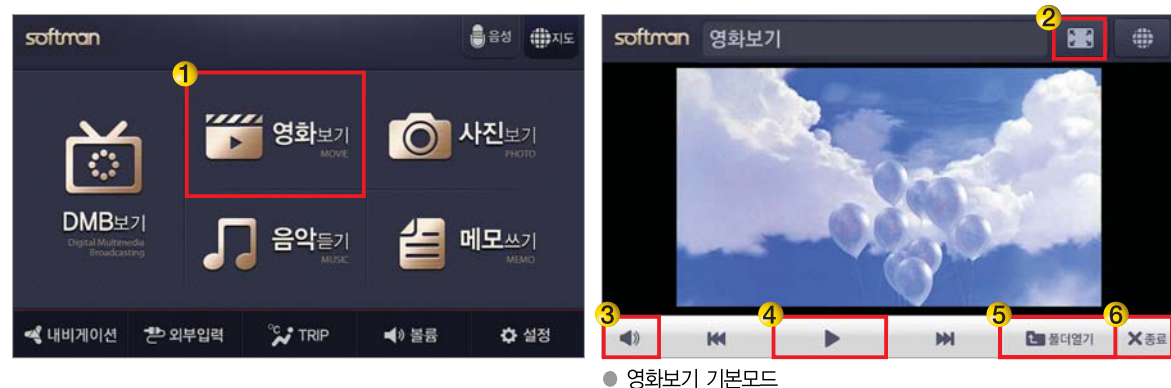 softman
음성
지도
1
영화보기
MOVIE
사진보기
PHOTO
DMB보기
Digital Multimedia
Broadcasting
음악듣기
MUSIC
메모쓰기
MEMO
내비게이션
외부입력
°C TRIP
볼륨
설정
softman 영화보기
2
3
4
5
폴더열기
6
종료
영화보기 기본모드